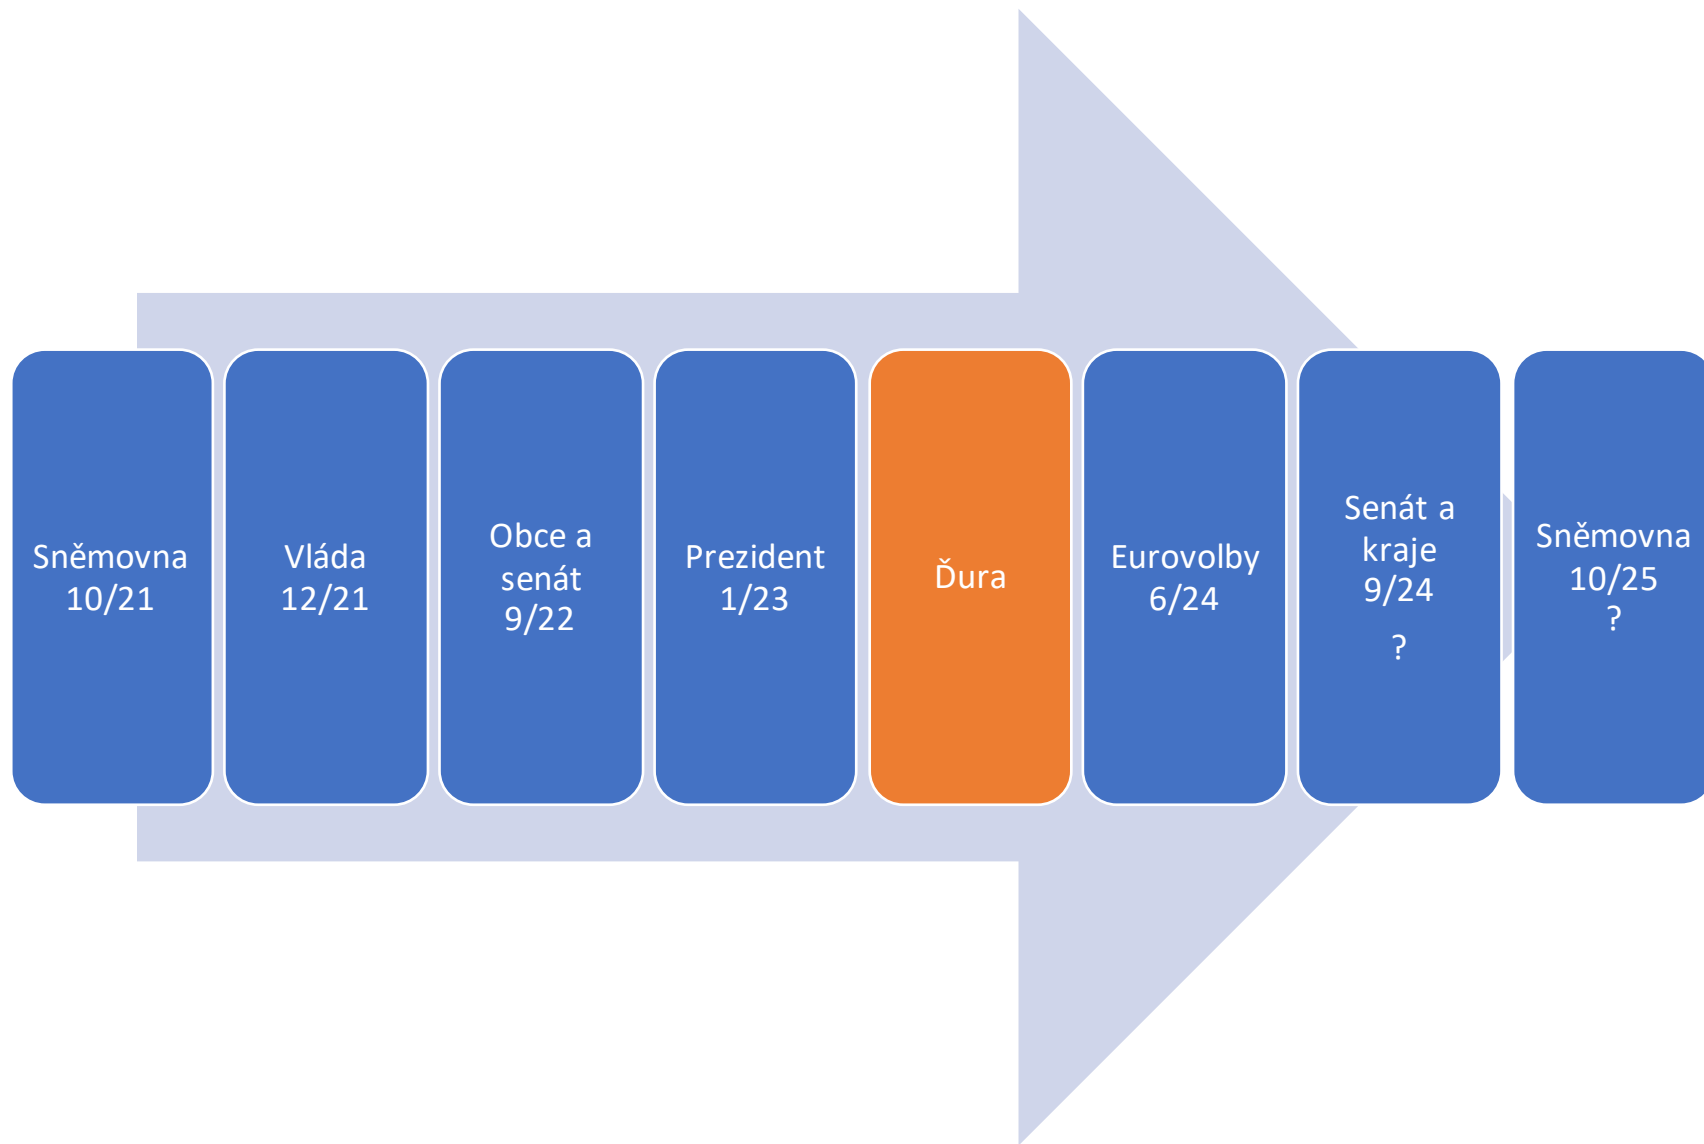 Sněmovna
10/21
Vláda
12/21
Obce a
senát
9/22
Prezident
1/23
Ďura
Eurovolby
6/24
Senát a
kraje
9/24
?
Sněmovna
10/25
?